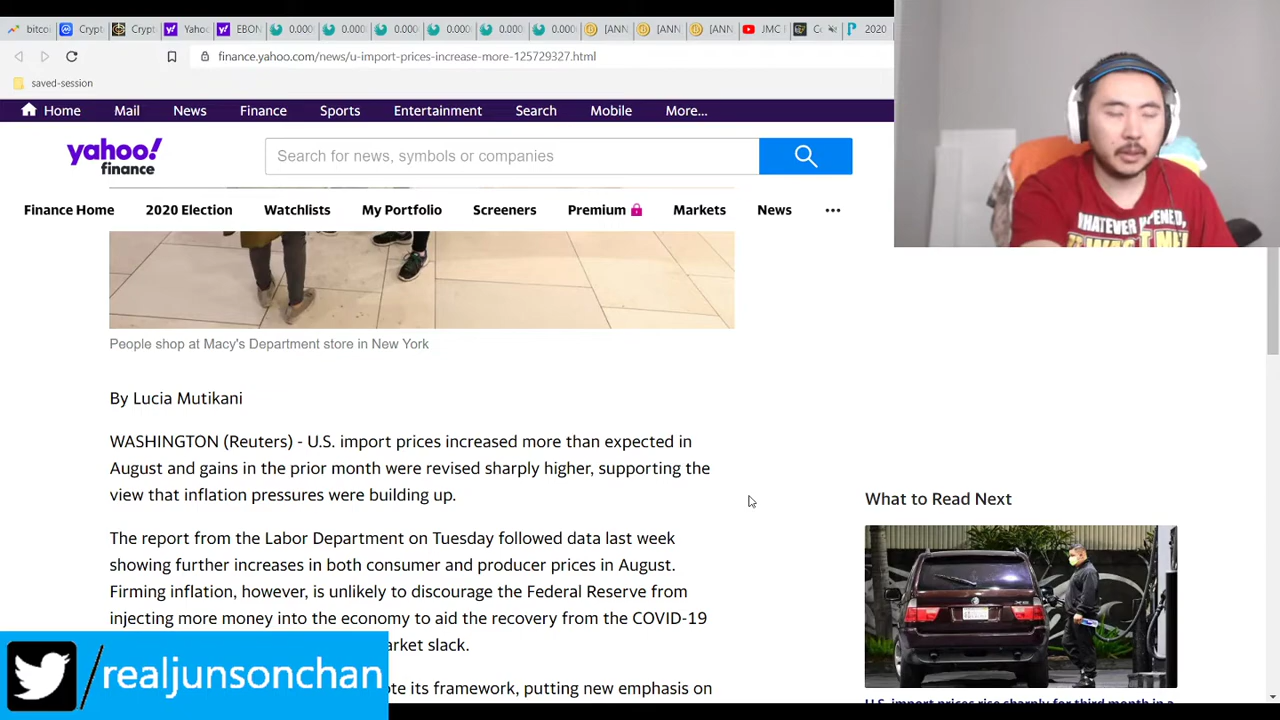 bitco Crypt Crypt Yaho EBON 0.000 0.000 0.000 0.000 0.000 0.000 [ANN [ANN [ANN JMC 2020
finance.yahoo.com/news/u-import-prices-increase-more-125729327.html
saved-session
Home Mail News Finance Sports Entertainment Search Mobile More...
yahoo!
finance
Search for news, symbols or companies
Finance Home 2020 Election Watchlists My Portfolio Screeners Premium Markets News
WHATEVER HAPPENED,
People shop at Macy's Department store in New York
By Lucia Mutikani
WASHINGTON (Reuters) - U.S. import prices increased more than expected in
August and gains in the prior month were revised sharply higher, supporting the
view that inflation pressures were building up.
The report from the Labor Department on Tuesday followed data last week
showing further increases in both consumer and producer prices in August.
Firming inflation, however, is unlikely to discourage the Federal Reserve from
injecting more money into the economy to aid the recovery from the COVID-19
market slack.
its framework, putting new emphasis on
What to Read Next
U.S. import prices rise sharply for third month in a
/realjunsonchan